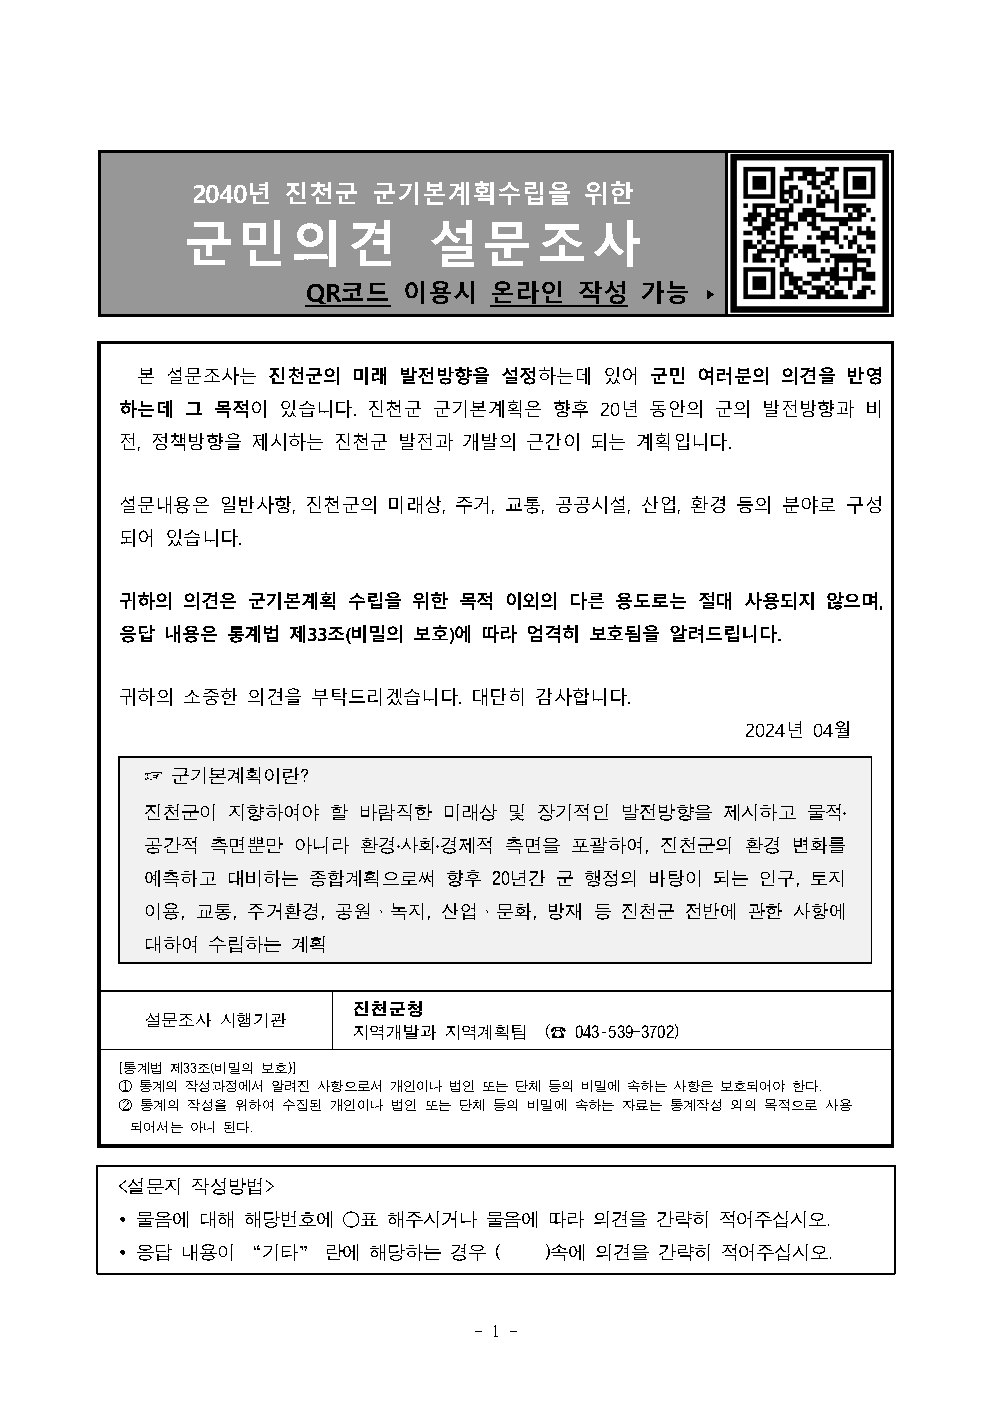 2040년 진천군 군기본계획수립을 위한
군민의견 설문조사
QR코드 이용시 온라인 작성 가능 ▸
본 설문조사는 진천군의 미래 발전방향을 설정하는데 있어 군민 여러분의 의견을 반영
하는데 그 목적이 있습니다. 진천군 군기본계획은 향후 20년 동안의 군의 발전방향과 비
전, 정책방향을 제시하는 진천군 발전과 개발의 근간이 되는 계획입니다.
설문내용은 일반사항, 진천군의 미래상, 주거, 교통, 공공시설, 산업, 환경 등의 분야로 구성
되어 있습니다.
귀하의 의견은 군기본계획 수립을 위한 목적 이외의 다른 용도로는 절대 사용되지 않으며,
응답 내용은 통계법 제33조(비밀의 보호)에 따라 엄격히 보호됨을 알려드립니다.
귀하의 소중한 의견을 부탁드리겠습니다. 대단히 감사합니다.
2024년 04월
☞ 군기본계획이란?
진천군이 지향하여야 할 바람직한 미래상 및 장기적인 발전방향을 제시하고 물적·
공간적 측면뿐만 아니라 환경·사회·경제적 측면을 포괄하여, 진천군의 환경 변화를
예측하고 대비하는 종합계획으로써 향후 20년간 군 행정의 바탕이 되는 인구, 토지
이용, 교통, 주거환경, 공원ㆍ녹지, 산업ㆍ문화, 방재 등 진천군 전반에 관한 사항에
대하여 수립하는 계획
설문조사 시행기관
진천군청
지역개발과 지역계획팀 (☎ 043-539-3702)
[통계법 제33조(비밀의 보호)]
① 통계의 작성과정에서 알려진 사항으로서 개인이나 법인 또는 단체 등의 비밀에 속하는 사항은 보호되어야 한다.
② 통계의 작성을 위하여 수집된 개인이나 법인 또는 단체 등의 비밀에 속하는 자료는 통계작성 외의 목적으로 사용
되어서는 아니 된다.
<설문지 작성방법>
• 물음에 대해 해당번호에 ○표 해주시거나 물음에 따라 의견을 간략히 적어주십시오.
• 응답 내용이 “기타” 란에 해당하는 경우 (     )속에 의견을 간략히 적어주십시오.
- 1 -